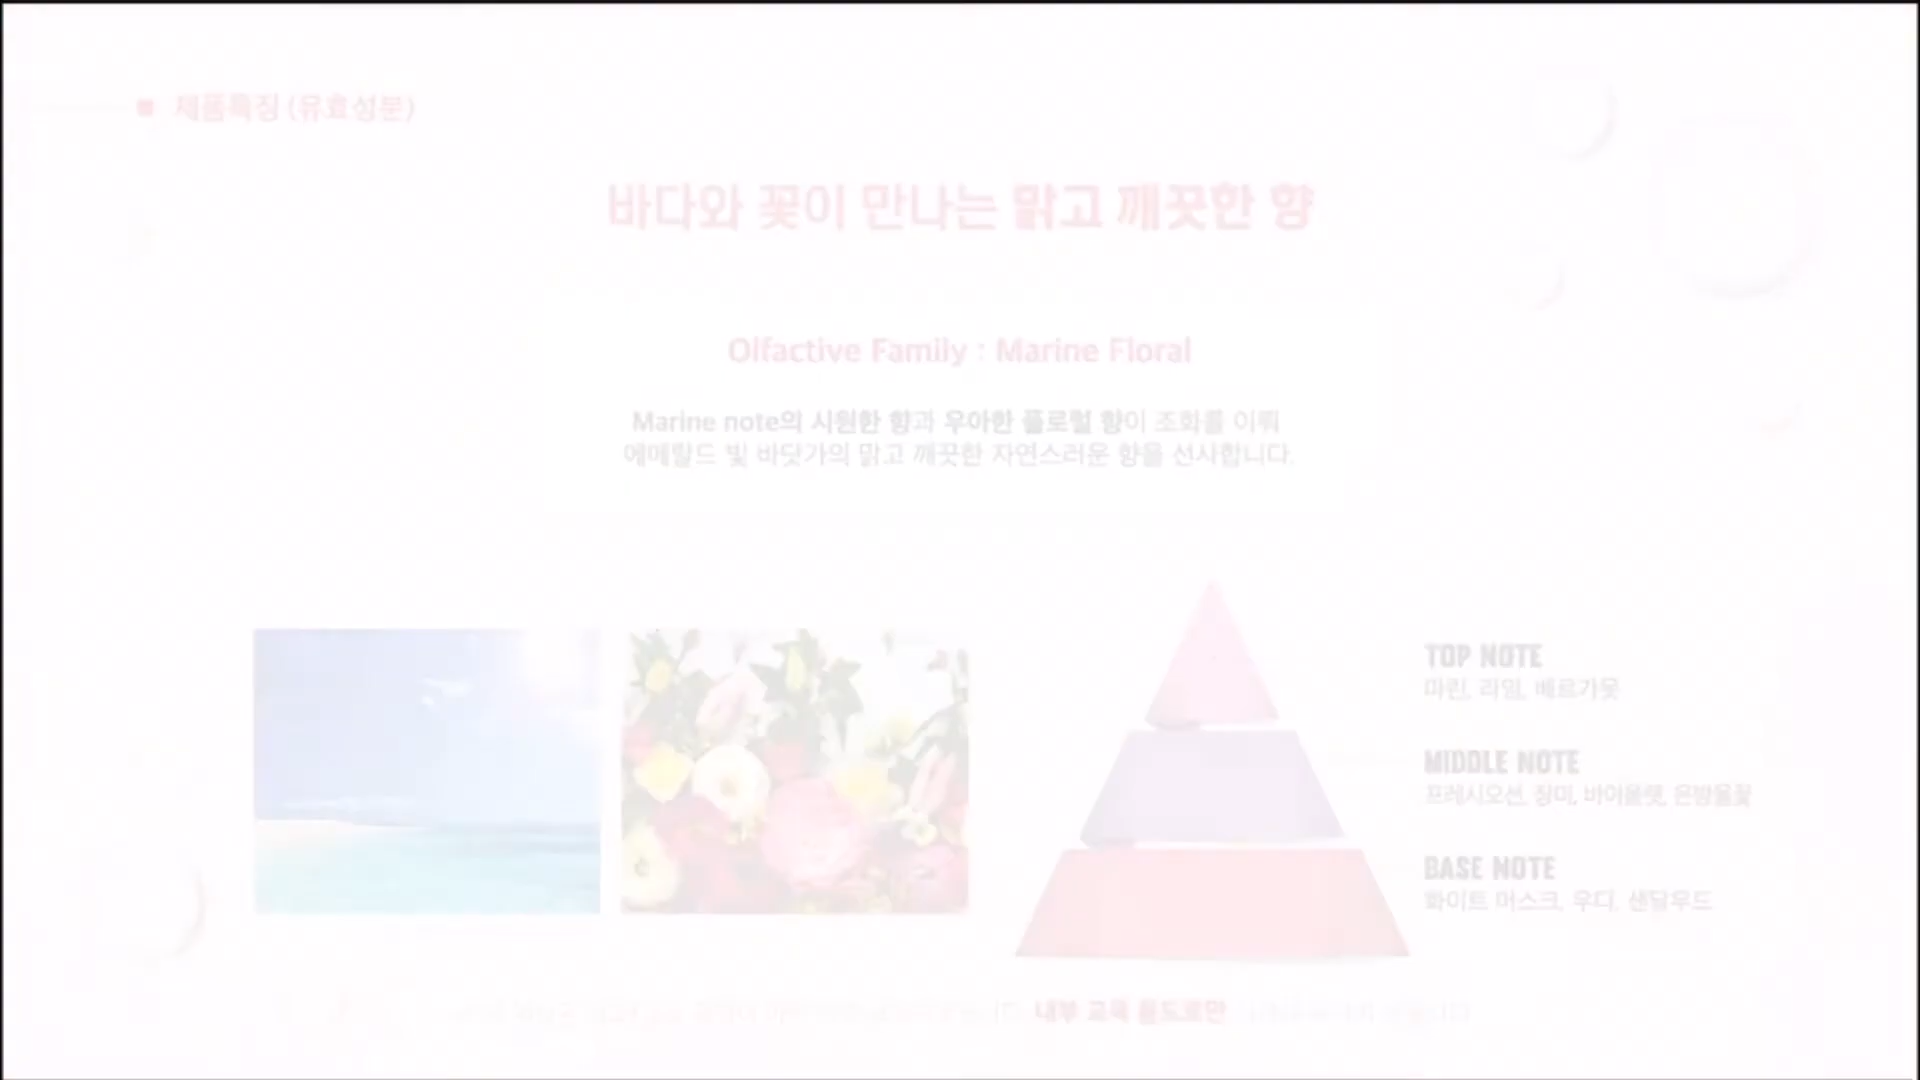 제품특징 (유효성분)
바다와 꽃이 만나는 맑고 깨끗한 향
Olfactive Family : Marine Floral
Marine note의 시원한 향과 우아한 플로럴 향이 조화를 이뤄
에메랄드 빛 바닷가의 맑고 깨끗한 자연스러운 향을 선사합니다.
TOP NOTE
마린, 라임, 베르가못
MIDDLE NOTE
프레시오션, 장미, 바이올렛, 은방울꽃
BASE NOTE
화이트 머스크, 우디, 샌달우드
내부 교육 용도로만